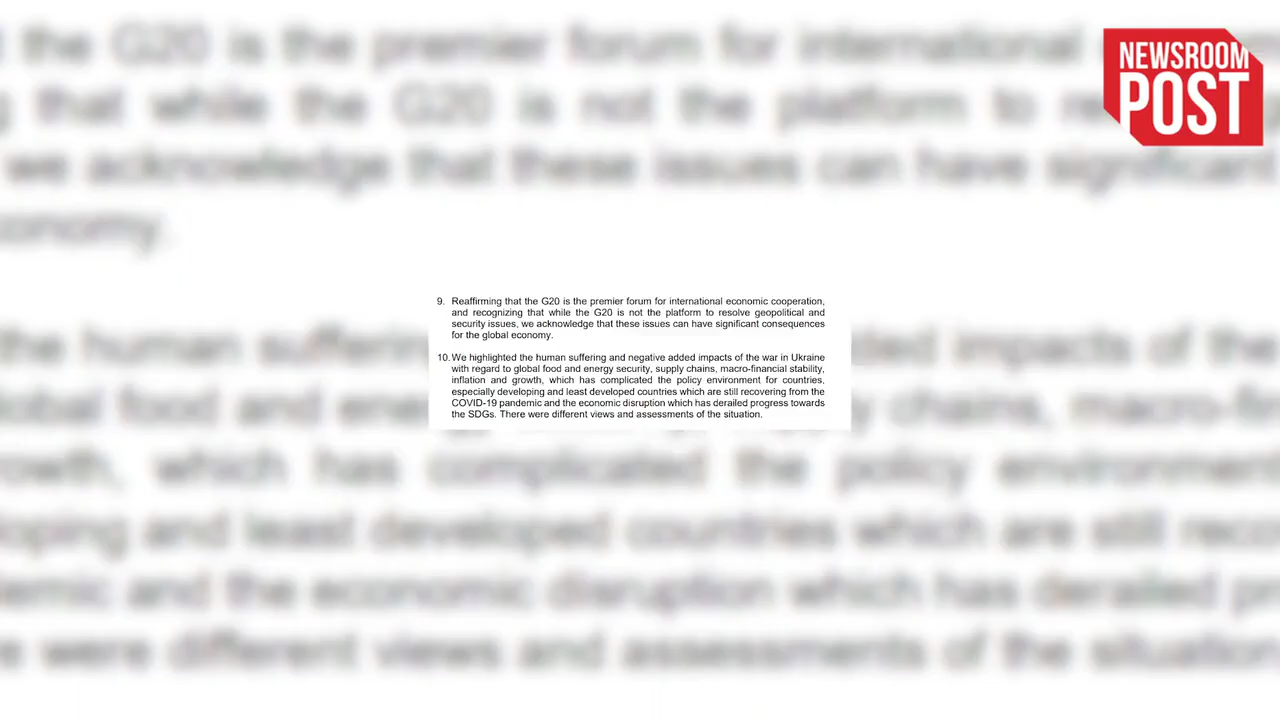 NEWSROOM
POST
9. Reaffirming that the G20 is the premier forum for international economic cooperation,
and recognizing that while the G20 is not the platform to resolve geopolitical and
security issues, we acknowledge that these issues can have significant consequences
for the global economy.
10. We highlighted the human suffering and negative added impacts of the war in Ukraine
with regard to global food and energy security, supply chains, macro-financial stability,
inflation and growth, which has complicated the policy environment for countries,
especially developing and least developed countries which are still recovering from the
COVID-19 pandemic and the economic disruption which has derailed progress towards
the SDGs. There were different views and assessments of the situation.